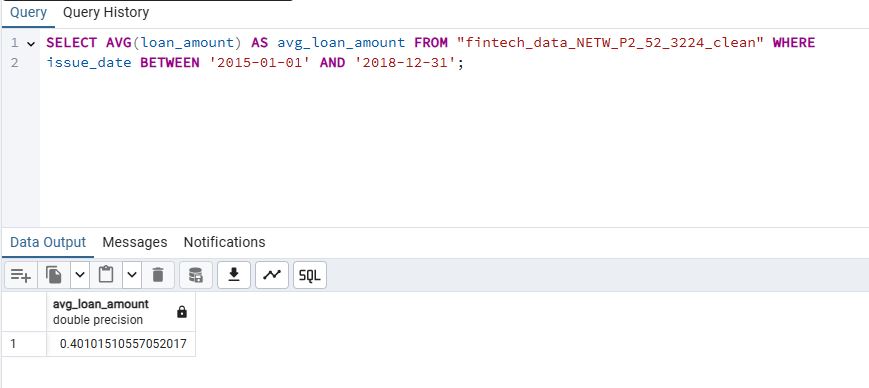 Query Query History
1 SELECT AVG(loan_amount) AS avg_loan_amount FROM "fintech_data_NETW_P2_52_3224_clean" WHERE
2 issue_date BETWEEN '2015-01-01' AND '2018-12-31';
Data Output Messages Notifications
SQL
avg_loan_amount
double precision
1 0.40101510557052017